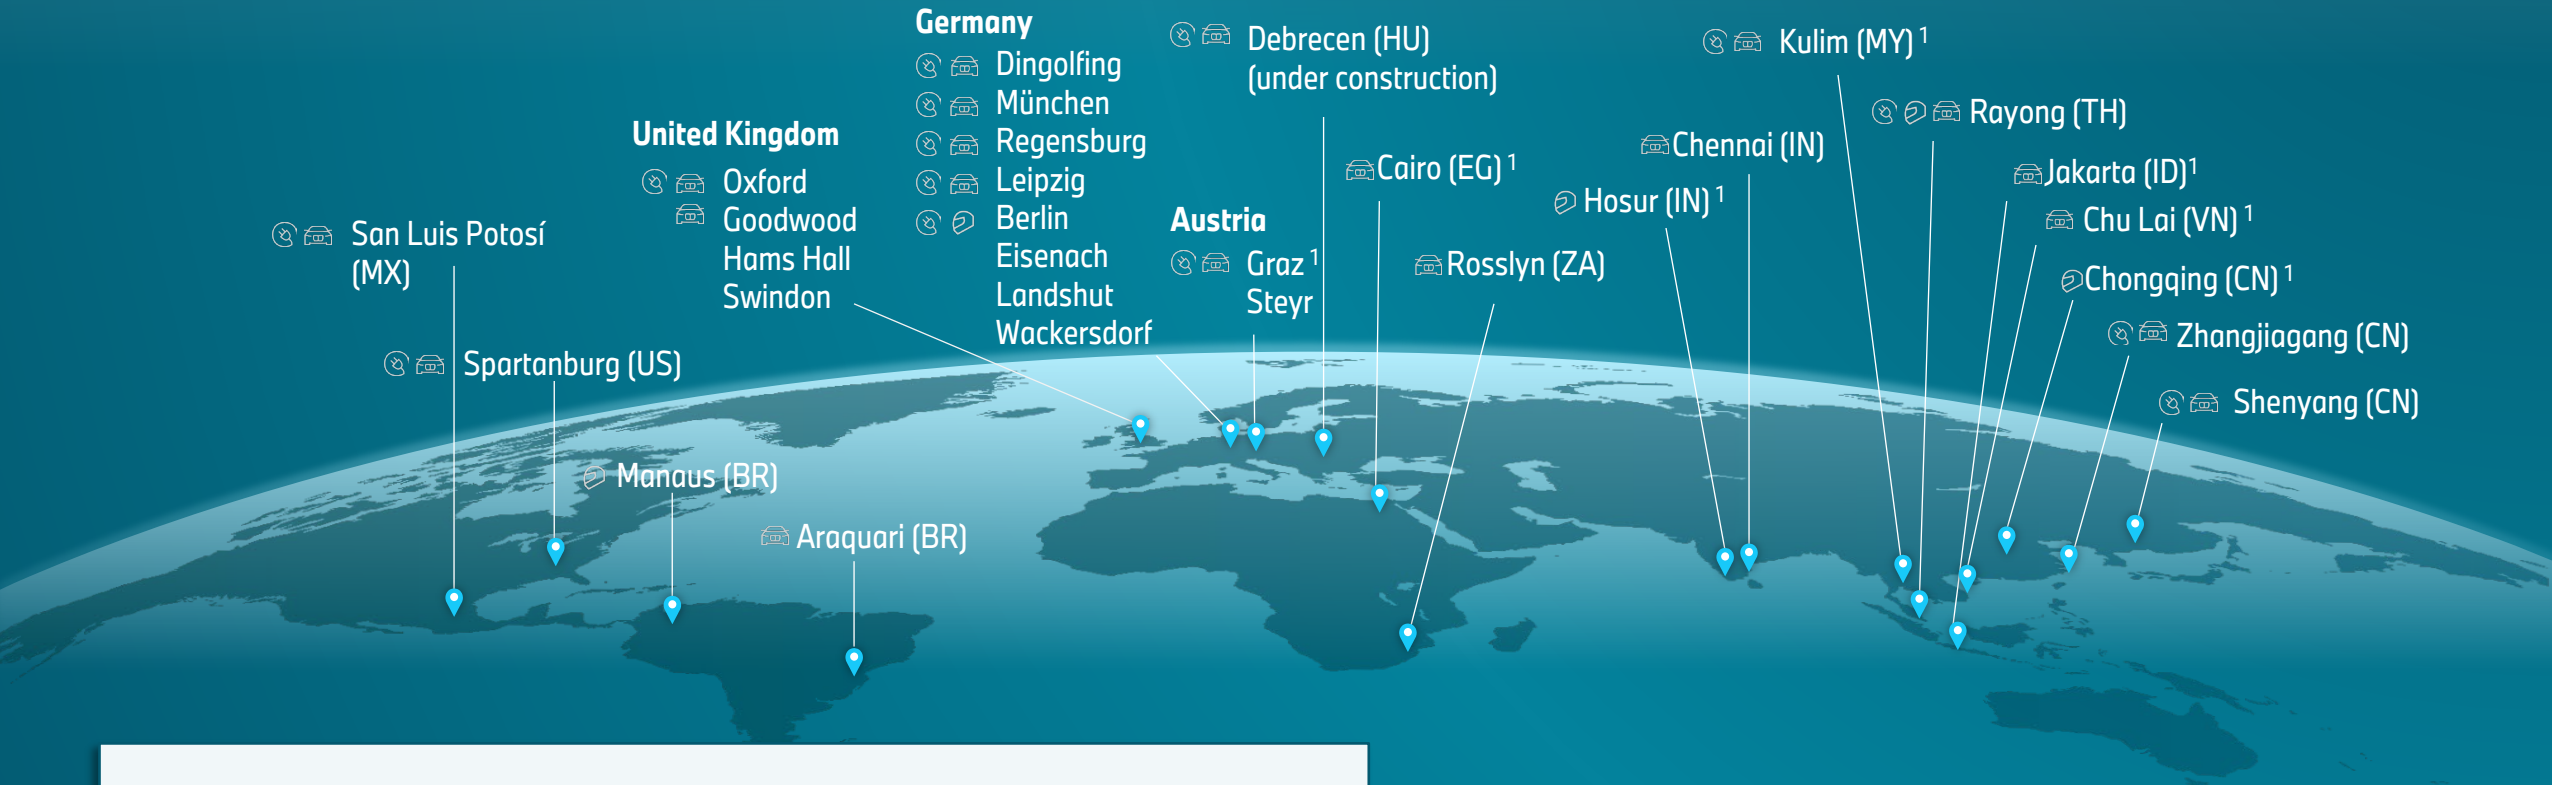 Germany
Dingolfing
München
Regensburg
Leipzig
Berlin
Eisenach
Landshut
Wackersdorf
United Kingdom
Oxford
Goodwood
Hams Hall
Swindon
San Luis Potosí
(MX)
Spartanburg (US)
Manaus (BR)
Araquari (BR)
Debrecen (HU)
(under construction)
Austria
Graz 1
Steyr
Cairo (EG) 1
Rosslyn (ZA)
Hosur (IN) 1
Chennai (IN)
Kulim (MY) 1
Rayong (TH)
Jakarta (ID)1
Chu Lai (VN) 1
Chongqing (CN) 1
Zhangjiagang (CN)
Shenyang (CN)